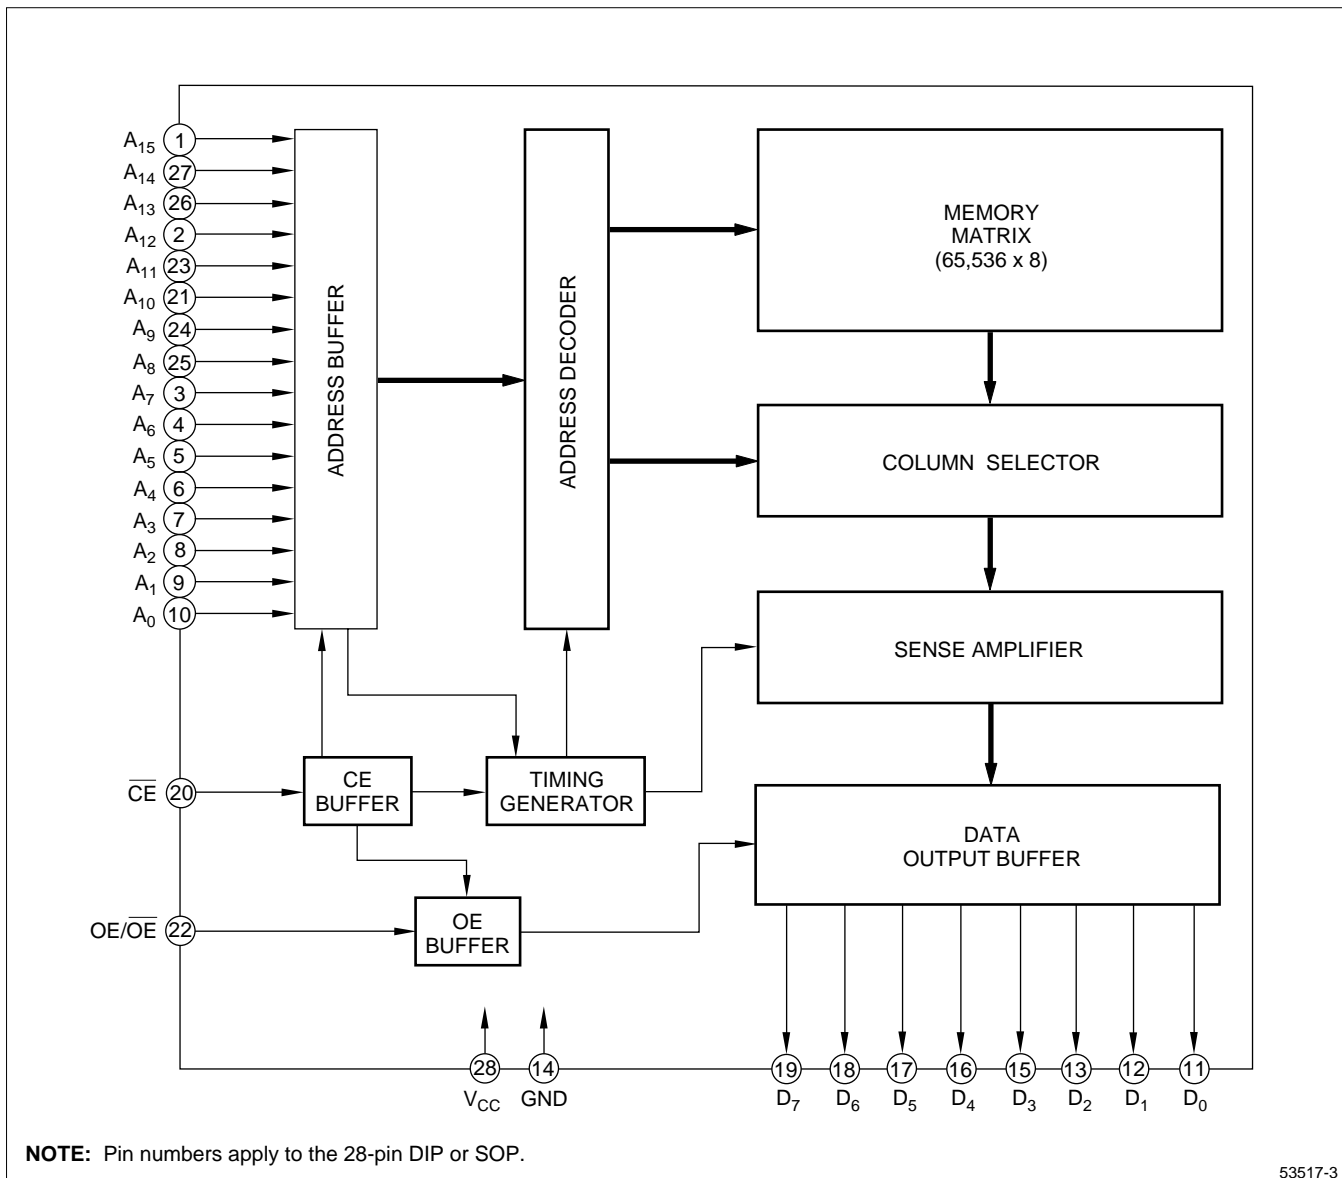 A15 1
A14 27
A13 26
A12 2
A11 23
A10 21
A9 24
A8 25
A7 3
A6 4
A5 5
A4 6
A3 7
A2 8
A1 9
A0 10
ADDRESS BUFFER
ADDRESS DECODER
MEMORY
MATRIX
(65,536 x 8)
COLUMN SELECTOR
SENSE AMPLIFIER
C̅E̅ 20
CE
BUFFER
TIMING
GENERATOR
DATA
OUTPUT BUFFER
OE/O̅E̅ 22
OE
BUFFER
28 14 19 18 17 16 15 13 12 11
VCC GND D7 D6 D5 D4 D3 D2 D1 D0
NOTE: Pin numbers apply to the 28-pin DIP or SOP.
53517-3